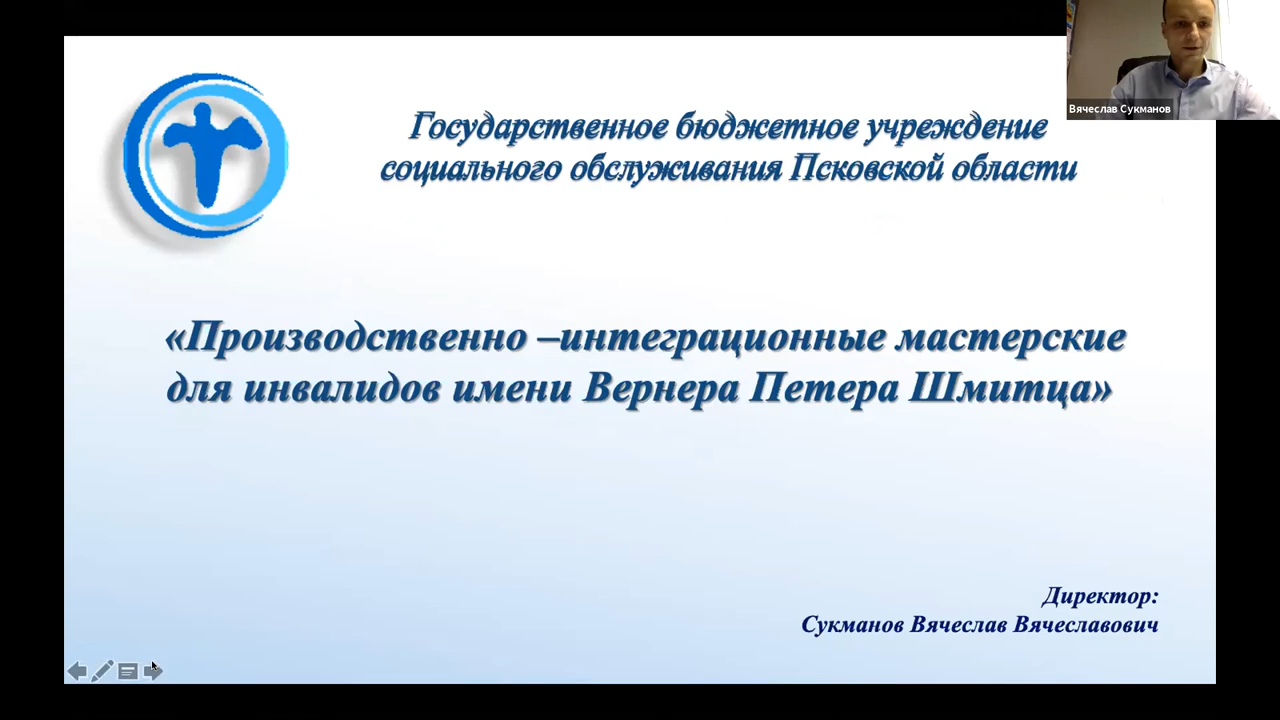 Вячеслав Сукманов
Государственное бюджетное учреждение
социального обслуживания Псковской области
«Производственно –интеграционные мастерские
для инвалидов имени Вернера Петера Шмитца»
Директор:
Сукманов Вячеслав Вячеславович